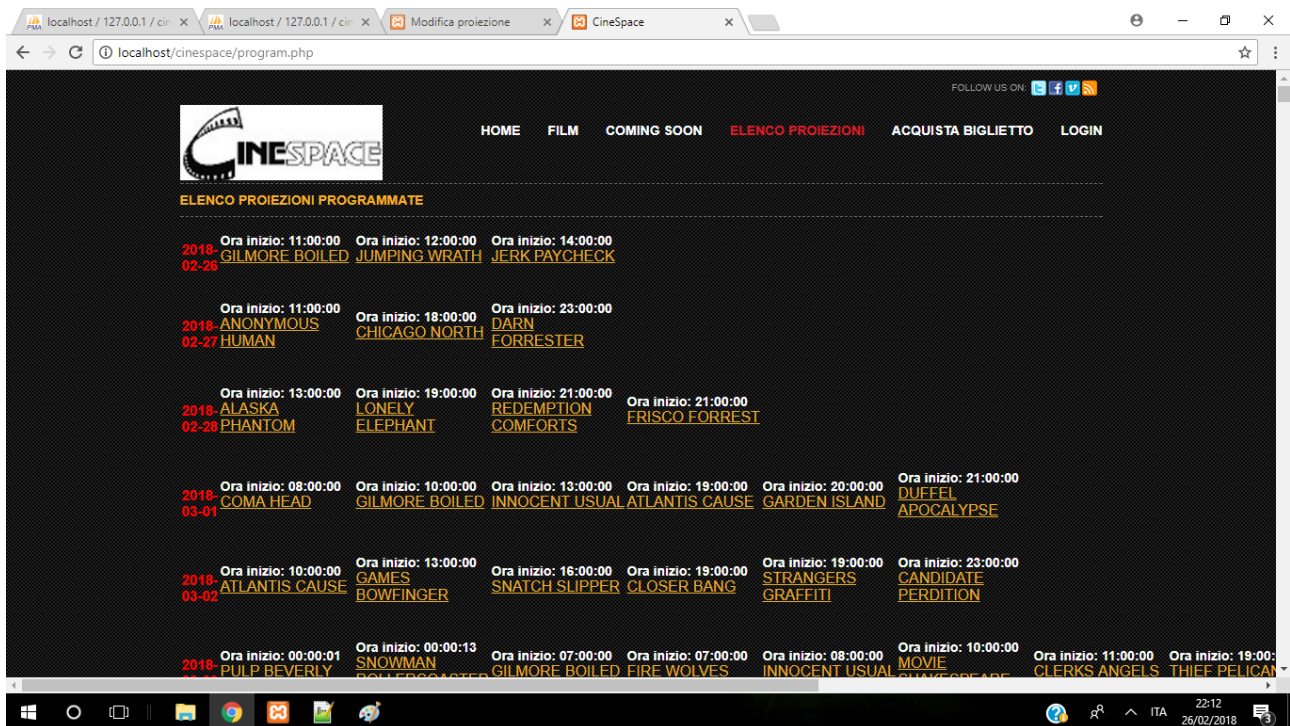 localhost / 127.0.0.1 / cin
localhost / 127.0.0.1 / cin
Modifica proiezione
CineSpace
localhost/cinespace/program.php
FOLLOW US ON:
CINESPACE
HOME FILM COMING SOON ELENCO PROIEZIONI ACQUISTA BIGLIETTO LOGIN
ELENCO PROIEZIONI PROGRAMMATE
2018-02-26
Ora inizio: 11:00:00 Ora inizio: 12:00:00 Ora inizio: 14:00:00
GILMORE BOILED JUMPING WRATH JERK PAYCHECK
2018-02-27
Ora inizio: 11:00:00 Ora inizio: 18:00:00 Ora inizio: 23:00:00
ANONYMOUS HUMAN CHICAGO NORTH DARN FORRESTER
2018-02-28
Ora inizio: 13:00:00 Ora inizio: 19:00:00 Ora inizio: 21:00:00 Ora inizio: 21:00:00
ALASKA PHANTOM LONELY ELEPHANT REDEMPTION COMFORTS FRISCO FORREST
2018-03-01
Ora inizio: 08:00:00 Ora inizio: 10:00:00 Ora inizio: 13:00:00 Ora inizio: 19:00:00 Ora inizio: 20:00:00 Ora inizio: 21:00:00
COMA HEAD GILMORE BOILED INNOCENT USUAL ATLANTIS CAUSE GARDEN ISLAND DUFFEL APOCALYPSE
2018-03-02
Ora inizio: 10:00:00 Ora inizio: 13:00:00 Ora inizio: 16:00:00 Ora inizio: 19:00:00 Ora inizio: 19:00:00 Ora inizio: 23:00:00
ATLANTIS CAUSE GAMES BOWFINGER SNATCH SLIPPER CLOSER BANG STRANGERS GRAFFITI CANDIDATE PERDITION
2018-
Ora inizio: 00:00:01 Ora inizio: 00:00:13 Ora inizio: 07:00:00 Ora inizio: 07:00:00 Ora inizio: 08:00:00 Ora inizio: 10:00:00 Ora inizio: 11:00:00 Ora inizio: 19:00:
PULP BEVERLY SNOWMAN ROLLERCOASTER GILMORE BOILED FIRE WOLVES INNOCENT USUAL MOVIE SHAKESPEARE CLERKS ANGELS THIEF PELICAN
ITA
22:12
26/02/2018
3